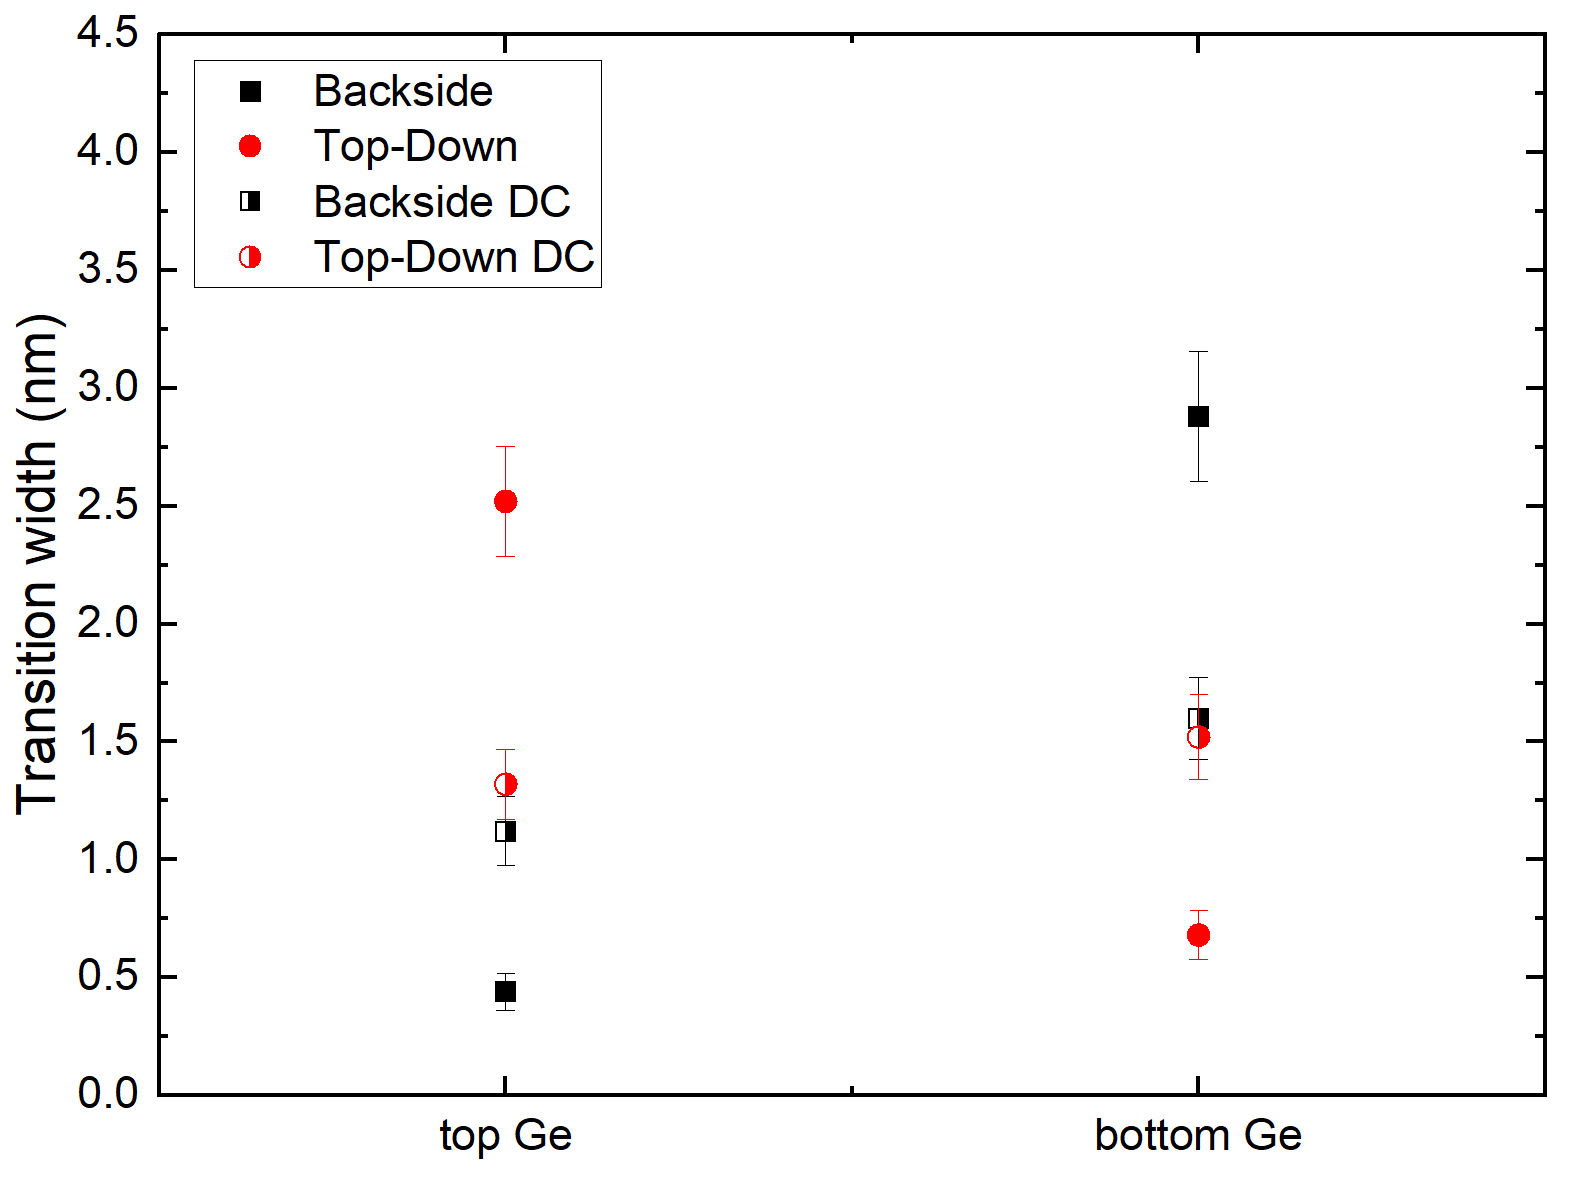 4.5
4.0
3.5
3.0
2.5
2.0
1.5
1.0
0.5
0.0
Transition width (nm)
Backside
Top-Down
Backside DC
Top-Down DC
top Ge
bottom Ge